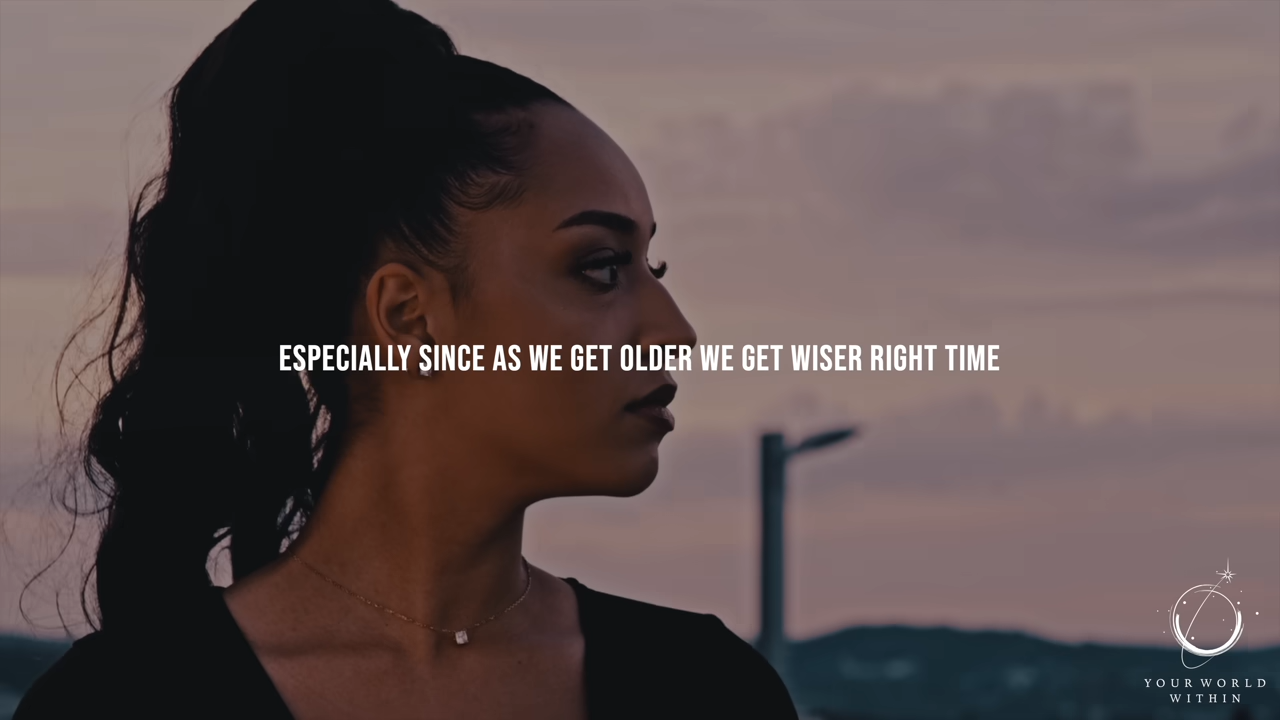 ESPECIALLY SINCE AS WE GET OLDER WE GET WISER RIGHT TIME
YOUR WORLD
WITHIN